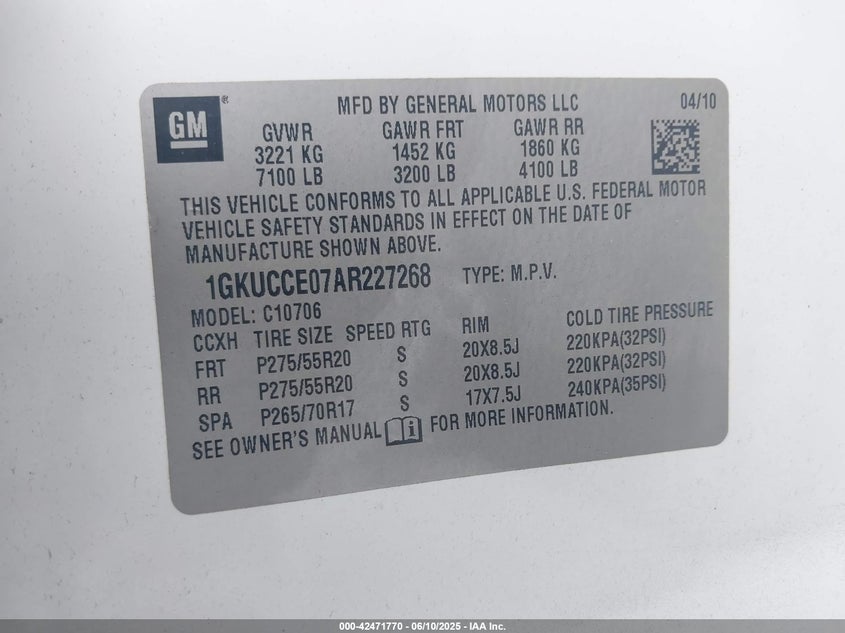 GM® MFD BY GENERAL MOTORS LLC 04/10
GVWR GAWR FRT GAWR RR
3221 KG 1452 KG 1860 KG
7100 LB 3200 LB 4100 LB
THIS VEHICLE CONFORMS TO ALL APPLICABLE U.S. FEDERAL MOTOR
VEHICLE SAFETY STANDARDS IN EFFECT ON THE DATE OF
MANUFACTURE SHOWN ABOVE.
1GKUCCE07AR227268 TYPE: M.P.V.
MODEL: C10706
CCXH TIRE SIZE SPEED RTG RIM COLD TIRE PRESSURE
FRT P275/55R20 S 20X8.5J 220KPA(32PSI)
RR P275/55R20 S 20X8.5J 220KPA(32PSI)
SPA P265/70R17 S 17X7.5J 240KPA(35PSI)
SEE OWNER'S MANUAL FOR MORE INFORMATION.
000-42471770 - 06/10/2025 - IAA Inc.